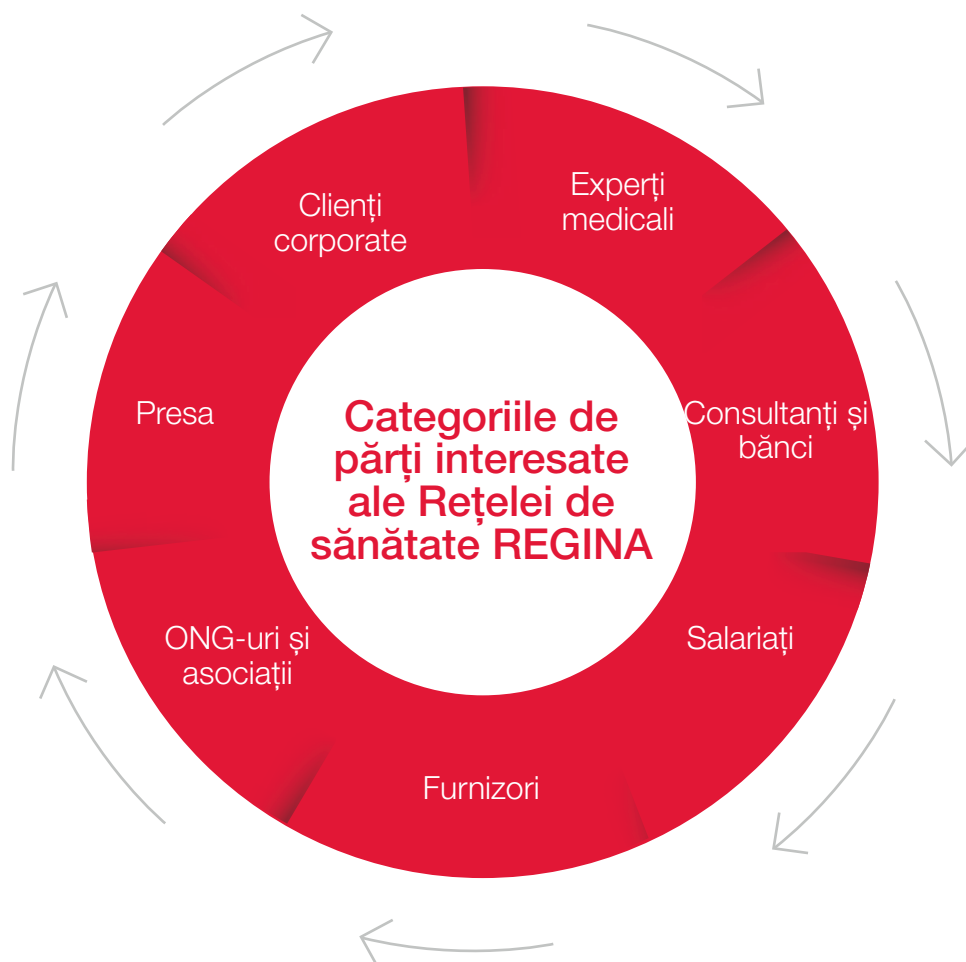 Clienți
corporate
Experți
medicali
Presa
Categoriile de
părți interesate
ale Rețelei de
sănătate REGINA
Consultanți și
bănci
ONG-uri și
asociații
Salariați
Furnizori